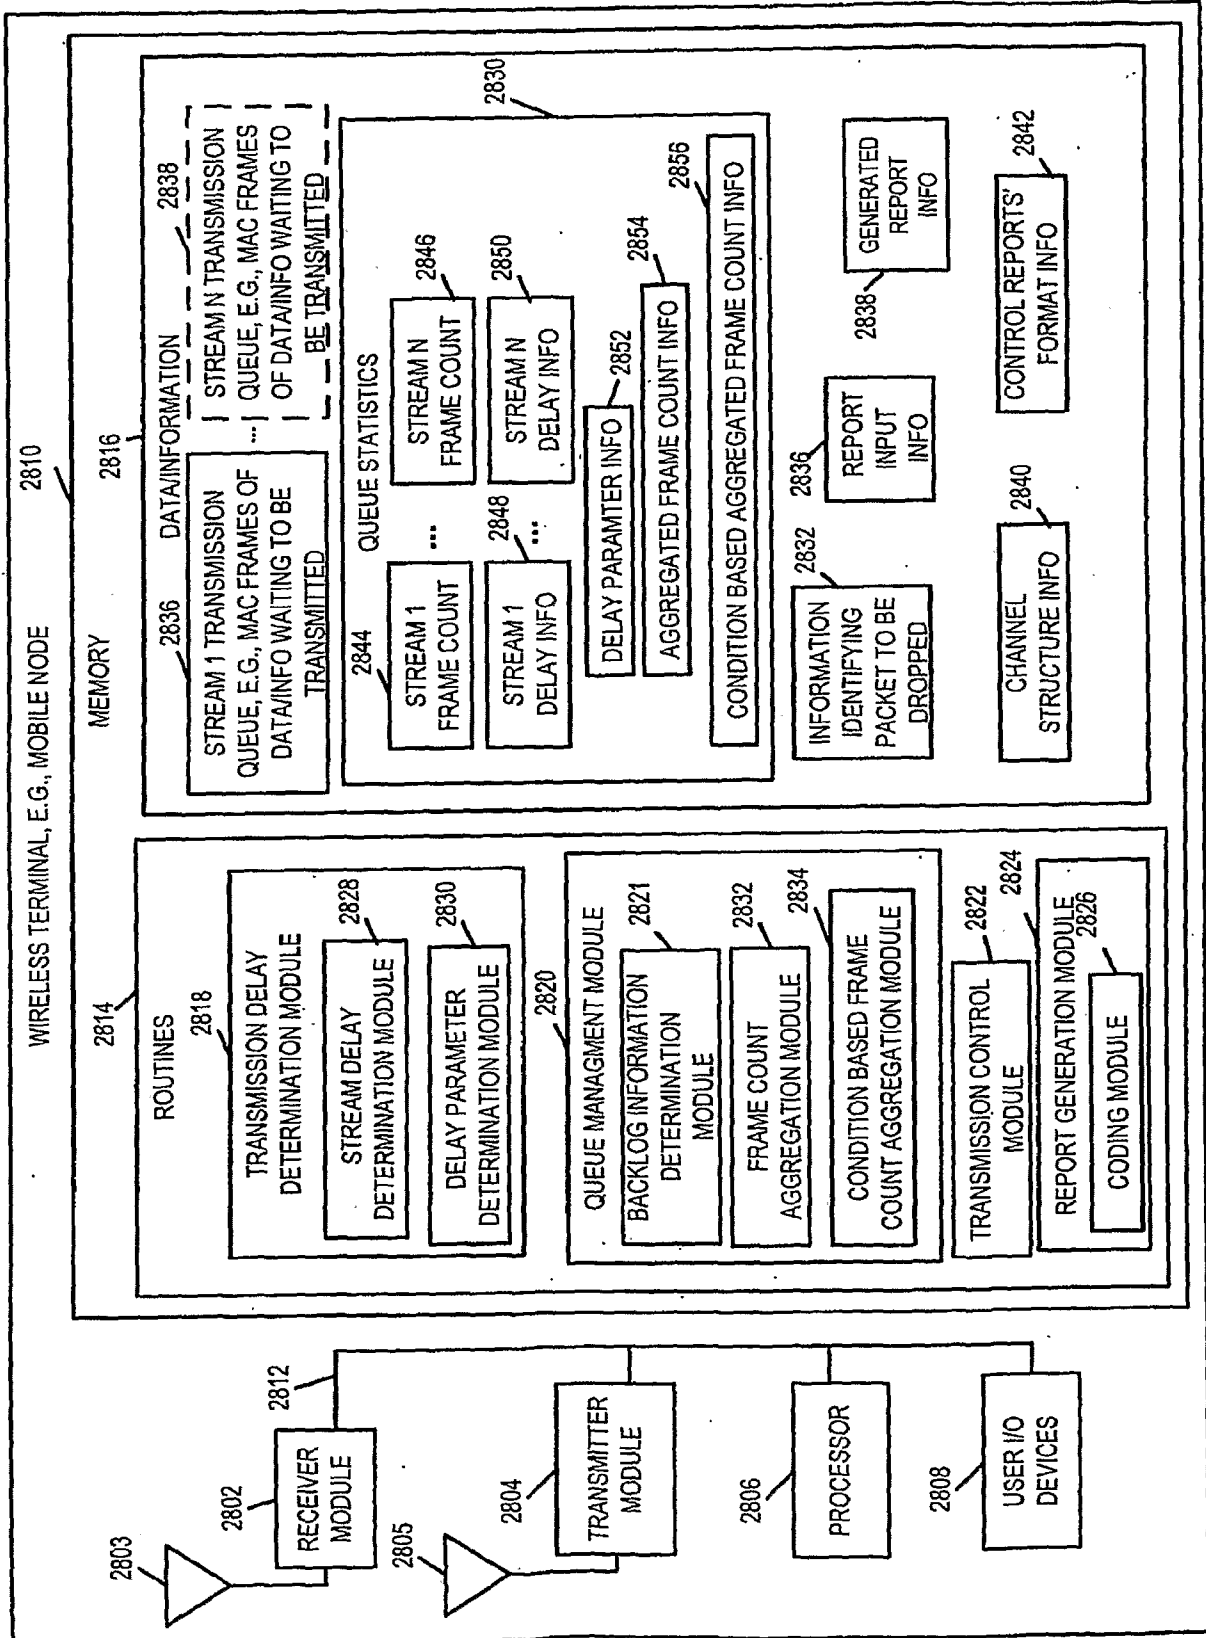 WIRELESS TERMINAL, E.G., MOBILE NODE
2810
2803
2802
RECEIVER
MODULE
2812
2805
2804
TRANSMITTER
MODULE
2806
PROCESSOR
2808
USER I/O
DEVICES
MEMORY
2814
ROUTINES
2818
TRANSMISSION DELAY
DETERMINATION MODULE
2828
STREAM DELAY
DETERMINATION MODULE
2830
DELAY PARAMETER
DETERMINATION MODULE
2820
QUEUE MANAGMENT MODULE
2821
BACKLOG INFORMATION
DETERMINATION
MODULE
2832
FRAME COUNT
AGGREGATION MODULE
2834
CONDITION BASED FRAME
COUNT AGGREGATION MODULE
2822
TRANSMISSION CONTROL
MODULE
2824
REPORT GENERATION MODULE
2826
CODING MODULE
2816
DATA/INFORMATION
2836
STREAM 1 TRANSMISSION
QUEUE, E.G., MAC FRAMES OF
DATA/INFO WAITING TO BE
TRANSMITTED
...
2838
STREAM N TRANSMISSION
QUEUE, E.G., MAC FRAMES
OF DATA/INFO WAITING TO
BE TRANSMITTED
2830
QUEUE STATISTICS
2844
STREAM 1
FRAME COUNT
...
2846
STREAM N
FRAME COUNT
2848
STREAM 1
DELAY INFO
...
2850
STREAM N
DELAY INFO
2852
DELAY PARAMTER INFO
2854
AGGREGATED FRAME COUNT INFO
2856
CONDITION BASED AGGREGATED FRAME COUNT INFO
2832
INFORMATION
IDENTIFYING
PACKET TO BE
DROPPED
2836
REPORT
INPUT
INFO
2838
GENERATED
REPORT
INFO
2840
CHANNEL
STRUCTURE INFO
2842
CONTROL REPORTS'
FORMAT INFO